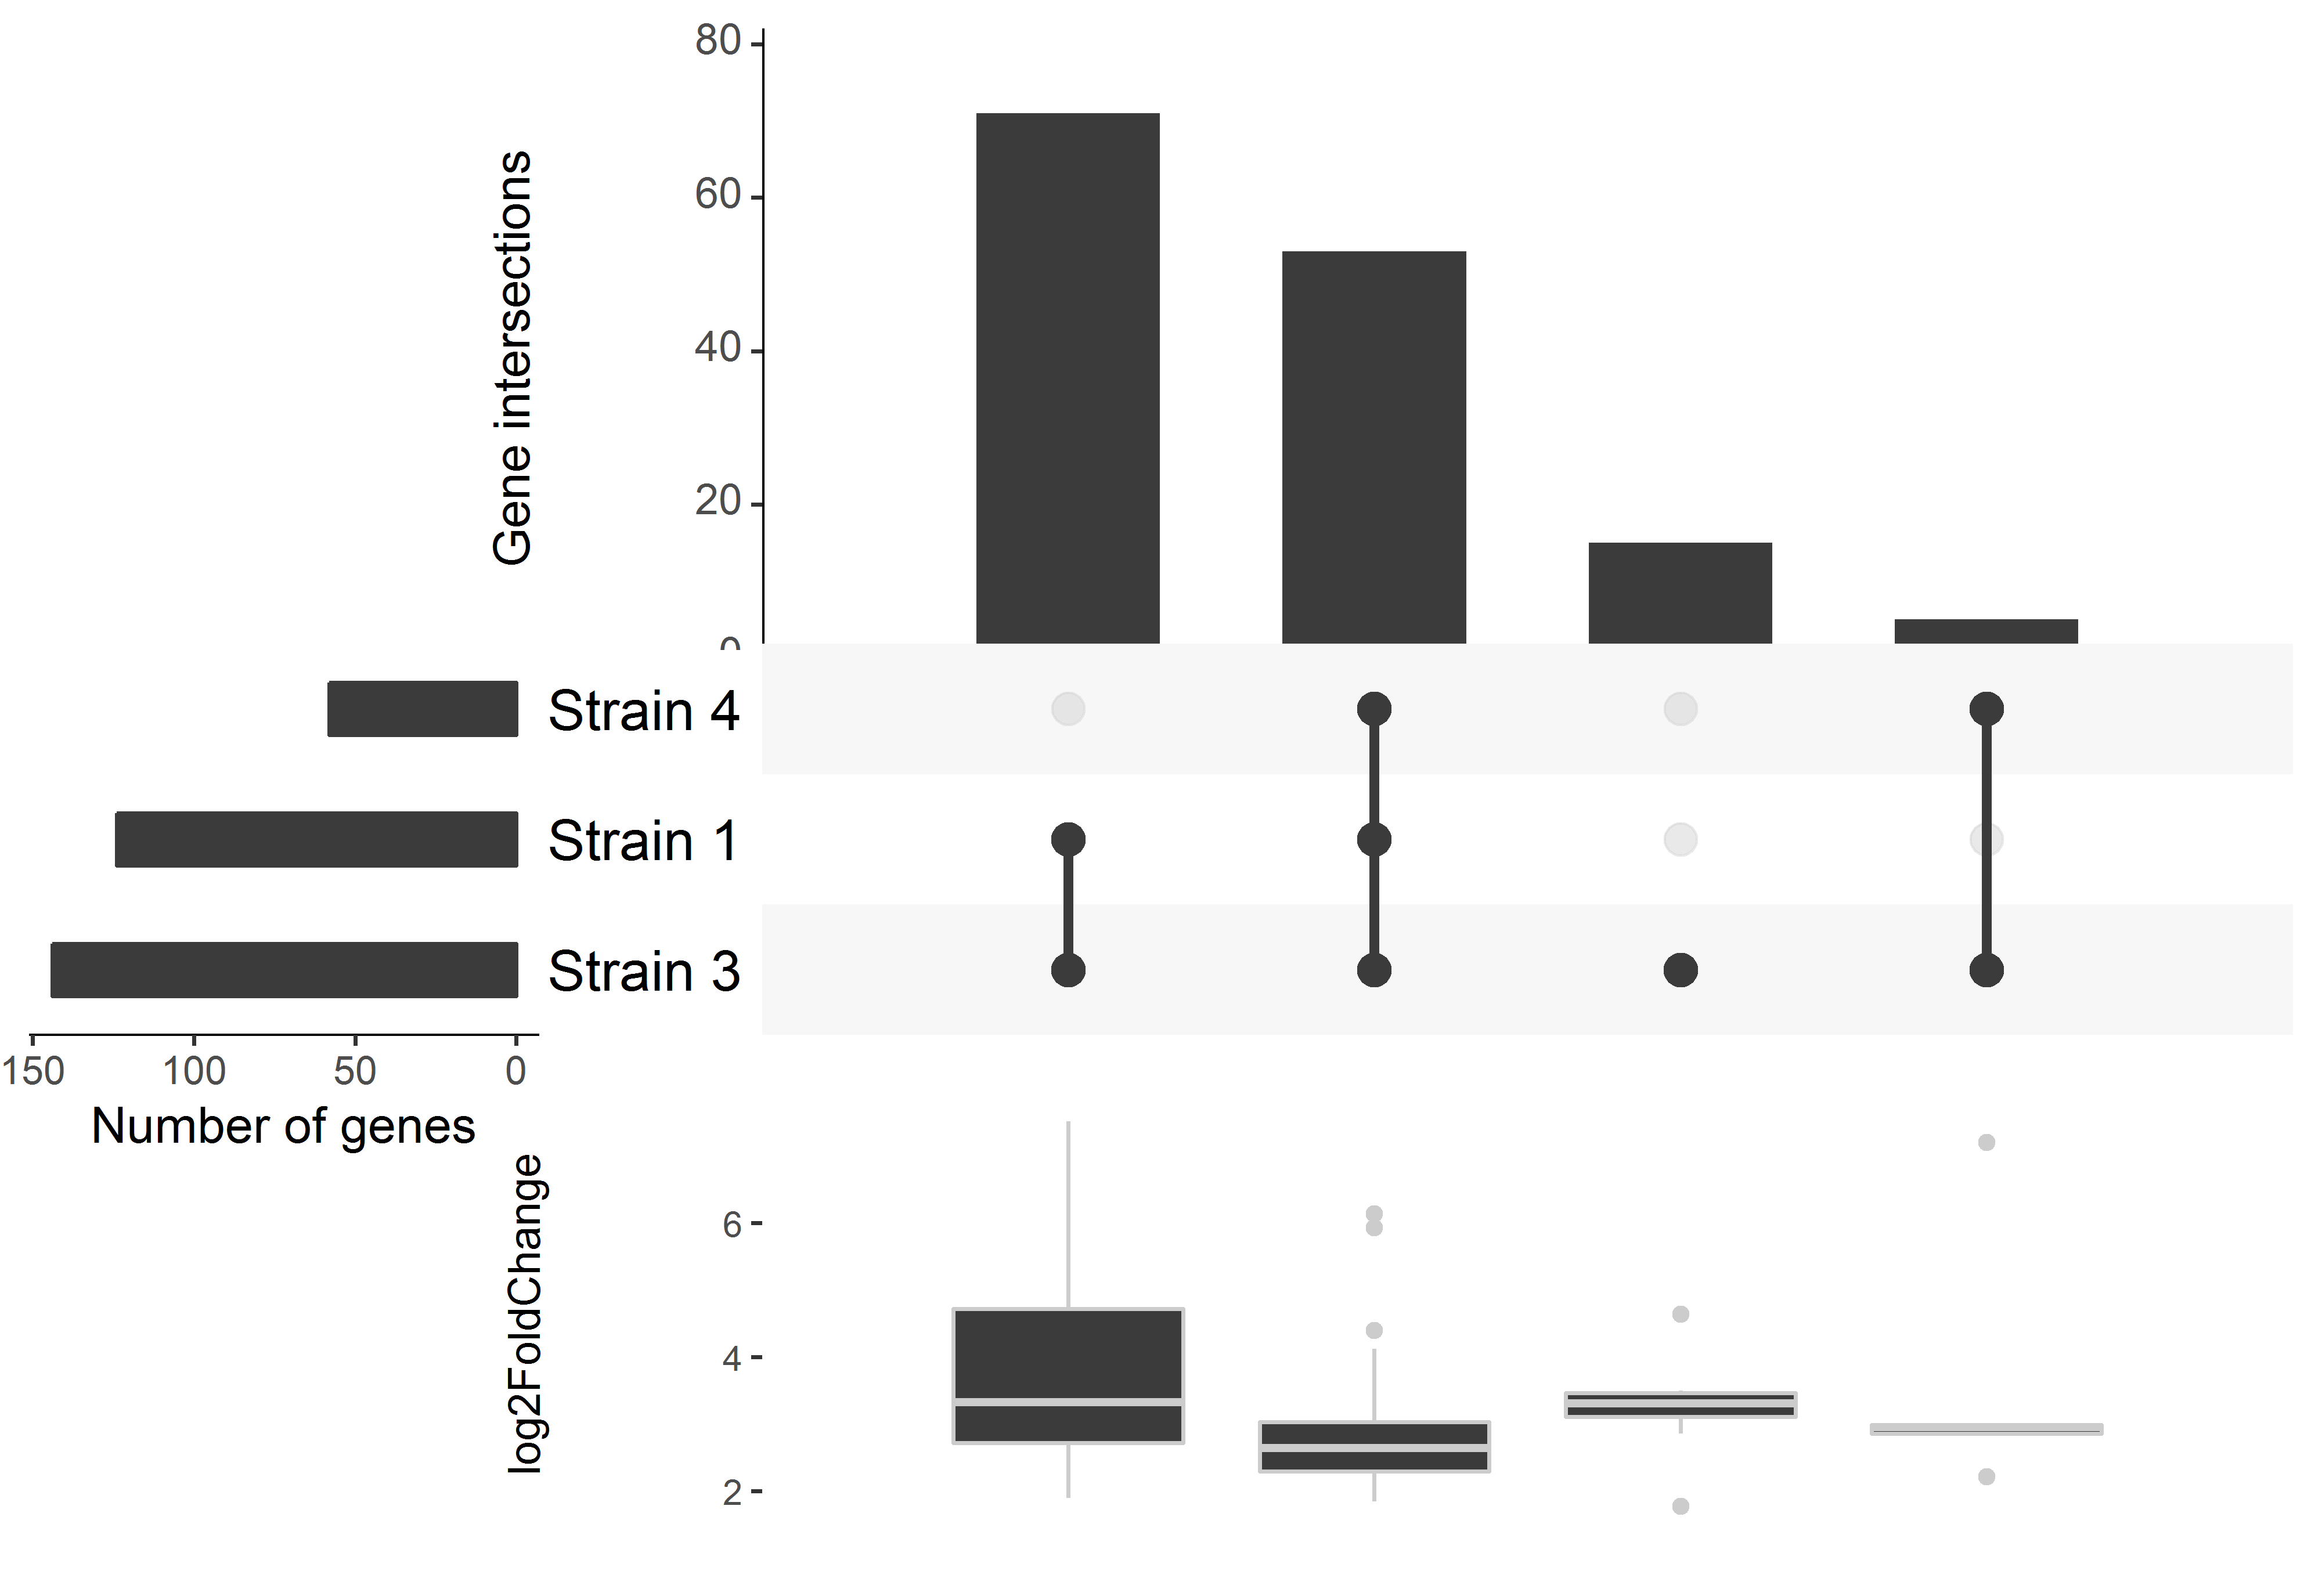 80
Gene intersections
60
40
20
0
Strain 4
Strain 1
Strain 3
150 100 50 0
Number of genes
log2FoldChange
6
4
2